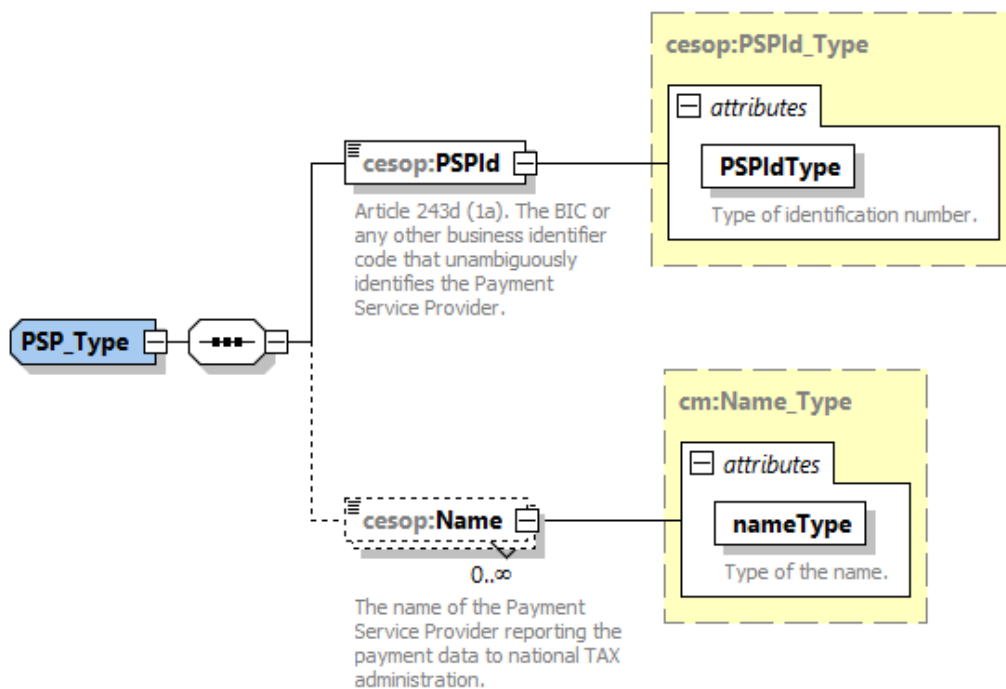 cesop:PSPId_Type
attributes
cesop:PSPId
PSPIdType
Type of identification number.
Article 243d (1a). The BIC or
any other business identifier
code that unambiguously
identifies the Payment
Service Provider.
PSP_Type
cm:Name_Type
attributes
cesop:Name
nameType
Type of the name.
0..∞
The name of the Payment
Service Provider reporting the
payment data to national TAX
administration.